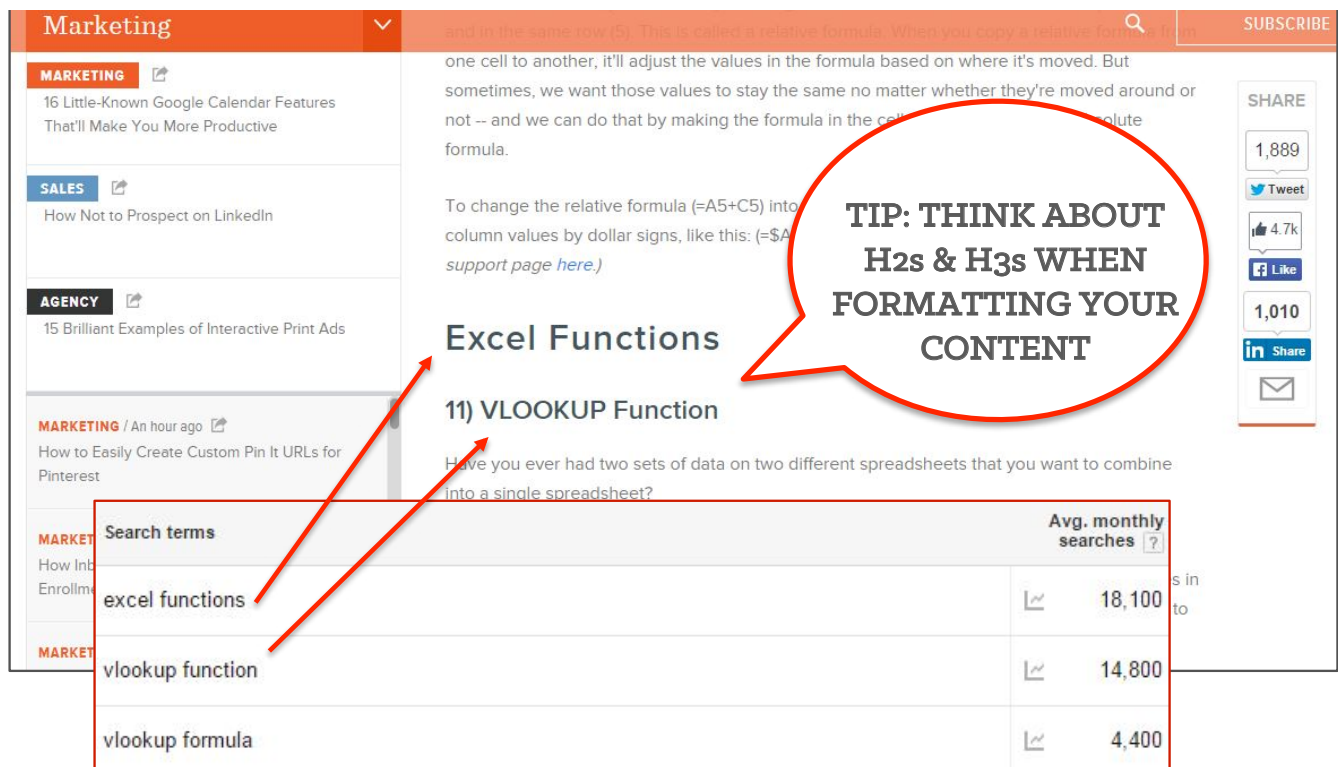 Marketing
SUBSCRIBE
and in the same row (5). This is called a relative formula. When you copy a relative formula from
one cell to another, it'll adjust the values in the formula based on where it's moved. But
sometimes, we want those values to stay the same no matter whether they're moved around or
not -- and we can do that by making the formula in the
formula.
To change the relative formula (=A5+C5) into
column values by dollar signs, like this: (=$A
support page here.)
Excel Functions
11) VLOOKUP Function
Have you ever had two sets of data on two different spreadsheets that you want to combine
into a single spreadsheet?
s in
to
MARKETING
16 Little-Known Google Calendar Features
That'll Make You More Productive
SALES
How Not to Prospect on LinkedIn
AGENCY
15 Brilliant Examples of Interactive Print Ads
MARKETING / An hour ago
How to Easily Create Custom Pin It URLs for
Pinterest
MARKET
How Inb
Enrollme
MARKET
TIP: THINK ABOUT
H2s & H3s WHEN
FORMATTING YOUR
CONTENT
SHARE
1,889
Tweet
4.7k
Like
1,010
in Share
Search terms Avg. monthly
searches ?
excel functions 18,100
vlookup function 14,800
vlookup formula 4,400